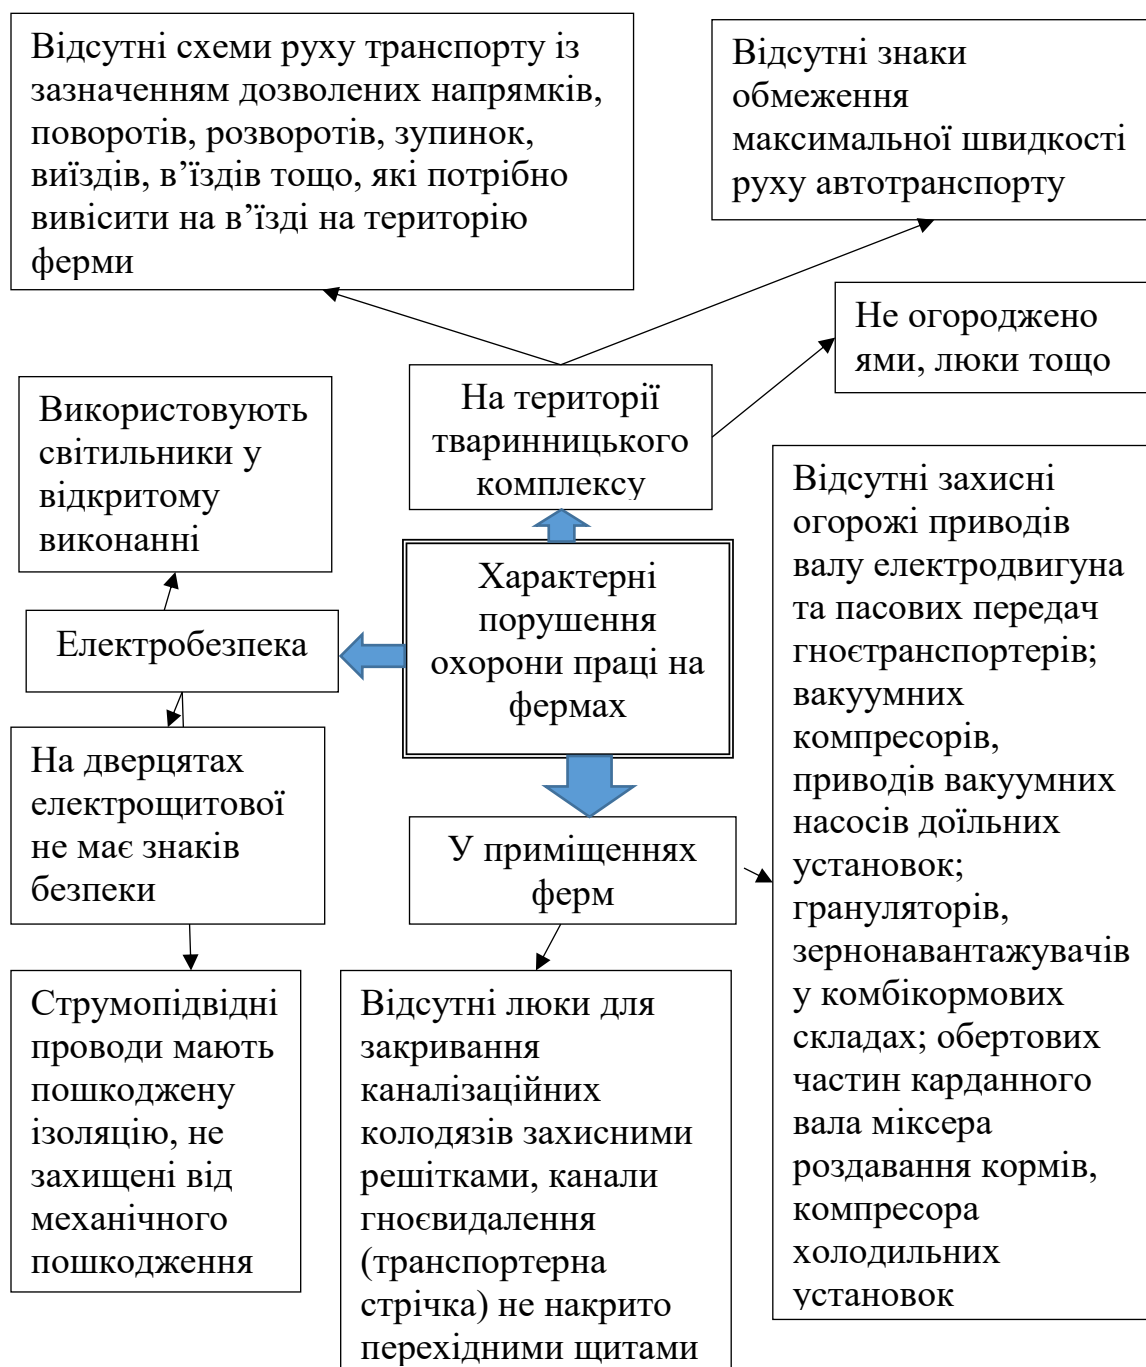 Відсутні схеми руху транспорту із
зазначенням дозволених напрямків,
поворотів, розворотів, зупинок,
виїздів, в’їздів тощо, які потрібно
вивісити на в’їзді на територію
ферми
Відсутні знаки
обмеження
максимальної швидкості
руху автотранспорту
Не огороджено
ями, люки тощо
На території
тваринницького
комплексу
Використовують
світильники у
відкритому
виконанні
Характерні
порушення
охорони праці на
фермах
Електробезпека
На дверцятах
електрощитової
не має знаків
безпеки
У приміщеннях
ферм
Відсутні захисні
огорожі приводів
валу електродвигуна
та пасових передач
гноєтранспортерів;
вакуумних
компресорів,
приводів вакуумних
насосів доїльних
установок;
грануляторів,
зернонавантажувачів
у комбікормових
складах; обертових
частин карданного
вала міксера
роздавання кормів,
компресора
холодильних
установок
Струмопідвідні
проводи мають
пошкоджену
ізоляцію, не
захищені від
механічного
пошкодження
Відсутні люки для
закривання
каналізаційних
колодязів захисними
решітками, канали
гноєвидалення
(транспортерна
стрічка) не накрито
перехідними щитами